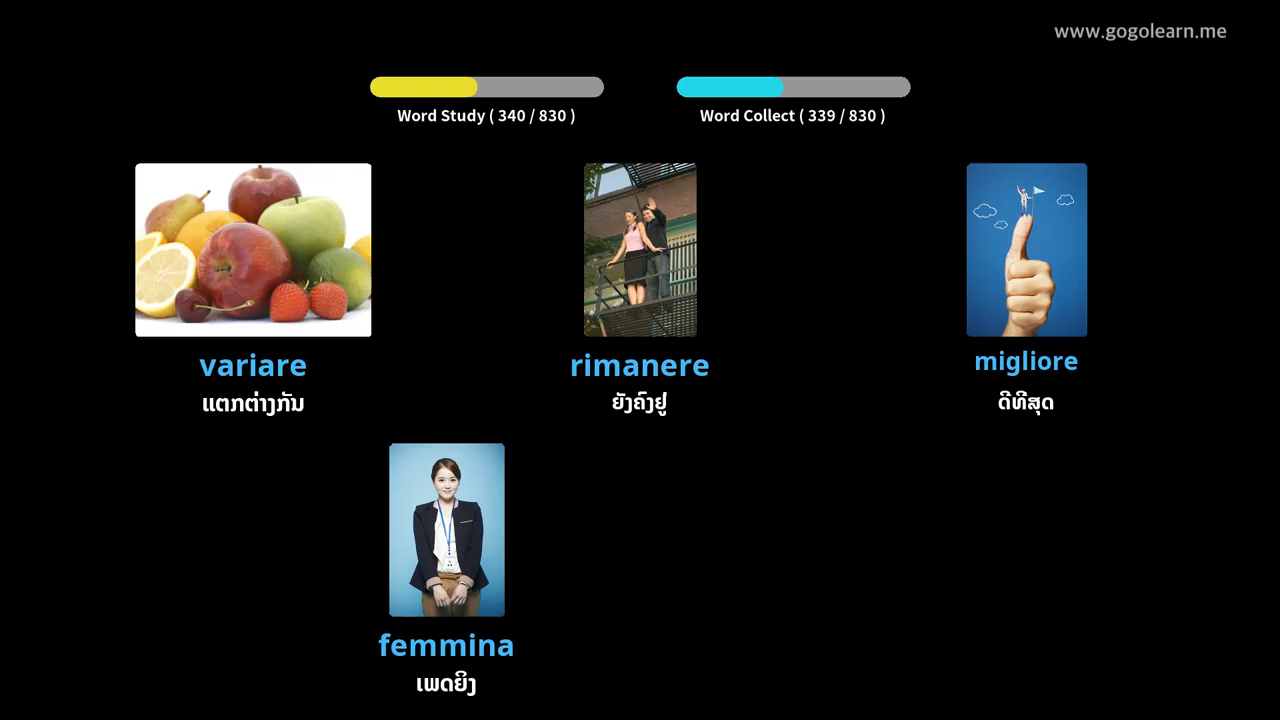 www.gogolearn.me
Word Study ( 340 / 830 )
Word Collect ( 339 / 830 )
variare
rimanere
migliore
ແຕກຕ່າງກັນ
ຍັງຄົງຢູ່
ດີທີສຸດ
femmina
ເພດຍິງ